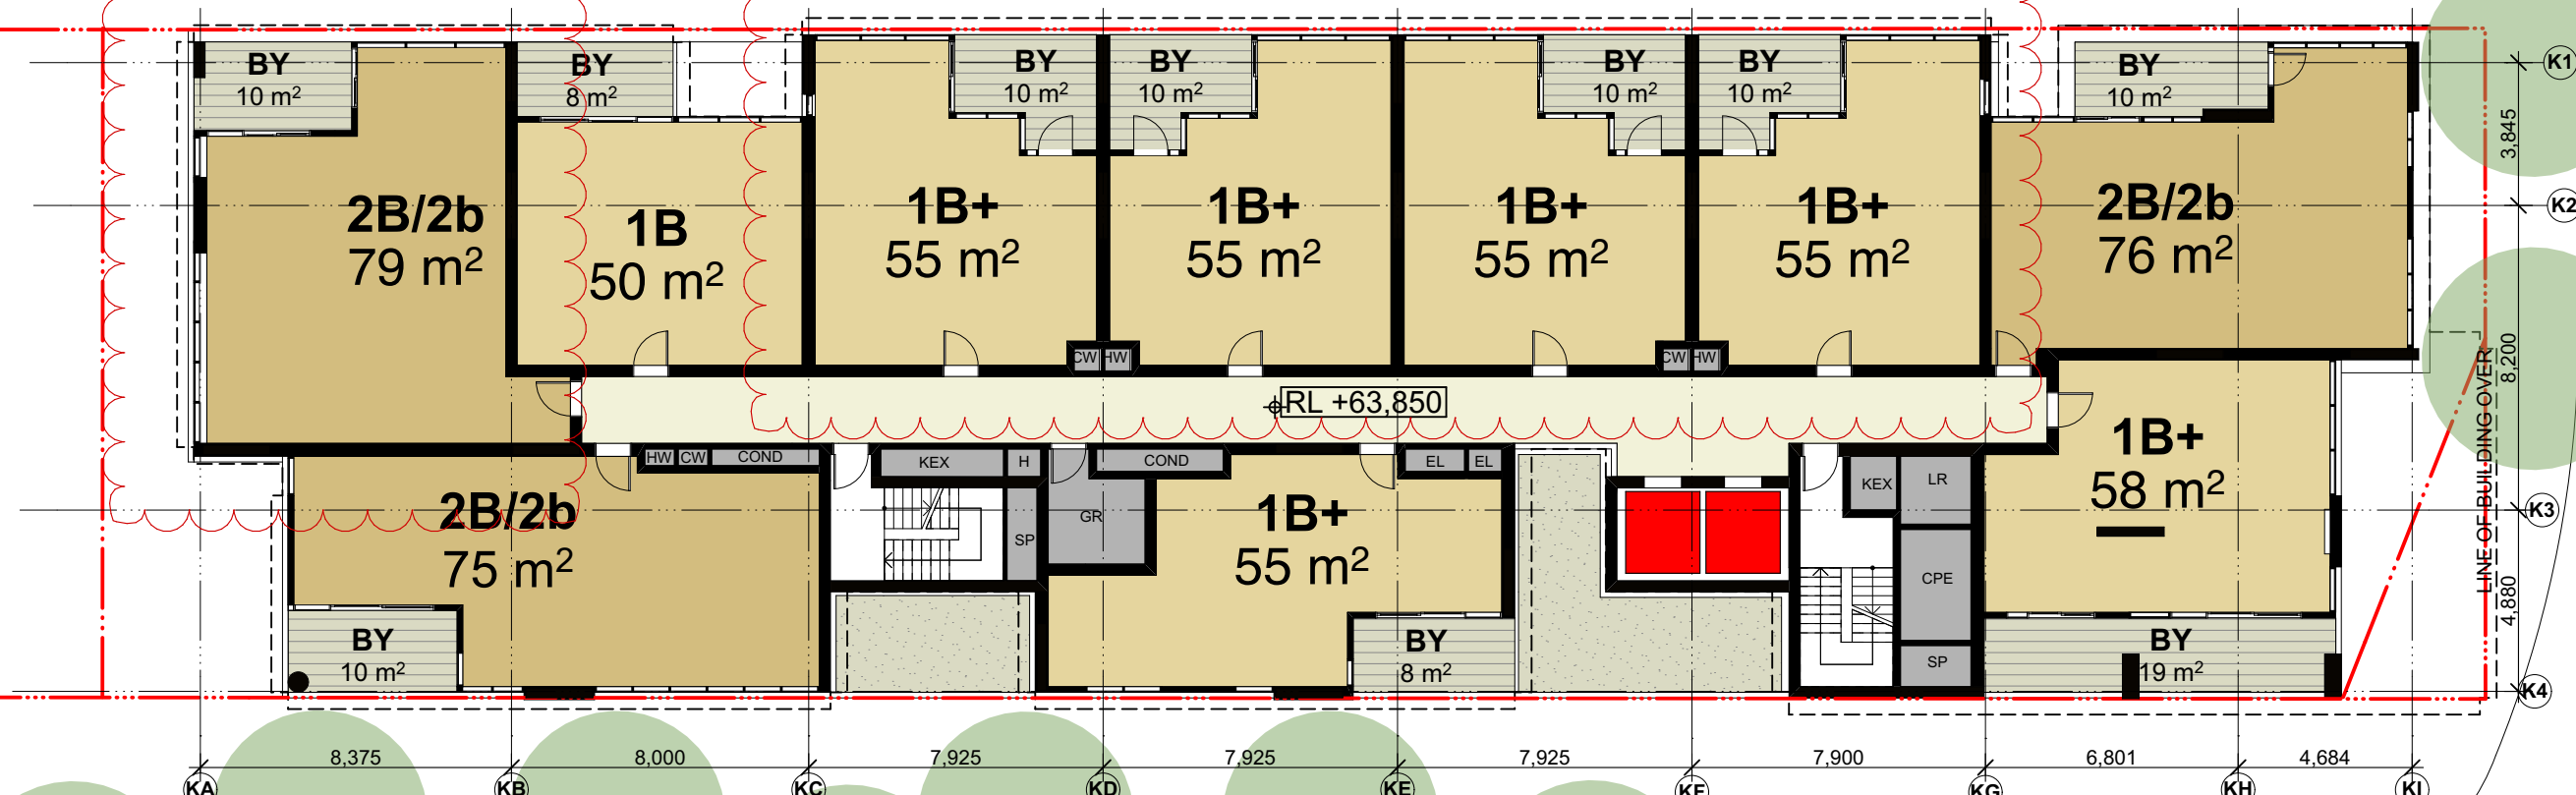 BY
10 m²
BY
8 m²
BY
10 m²
BY
10 m²
BY
10 m²
BY
10 m²
BY
10 m²
K1
3,845
2B/2b
79 m²
1B
50 m²
1B+
55 m²
1B+
55 m²
1B+
55 m²
1B+
55 m²
2B/2b
76 m²
K2
CW HW
CW HW
RL +63,850
8,200
LINE OF BUILDING OVER
HW CW COND
KEX H
COND
EL EL
KEX LR
1B+
58 m²
2B/2b
75 m²
SP
GR
1B+
55 m²
CPE
SP
K3
4,880
BY
10 m²
BY
8 m²
BY
19 m²
K4
8,375 8,000 7,925 7,925 7,925 7,900 6,801 4,684
KA KB KC KD KE KF KG KH KI